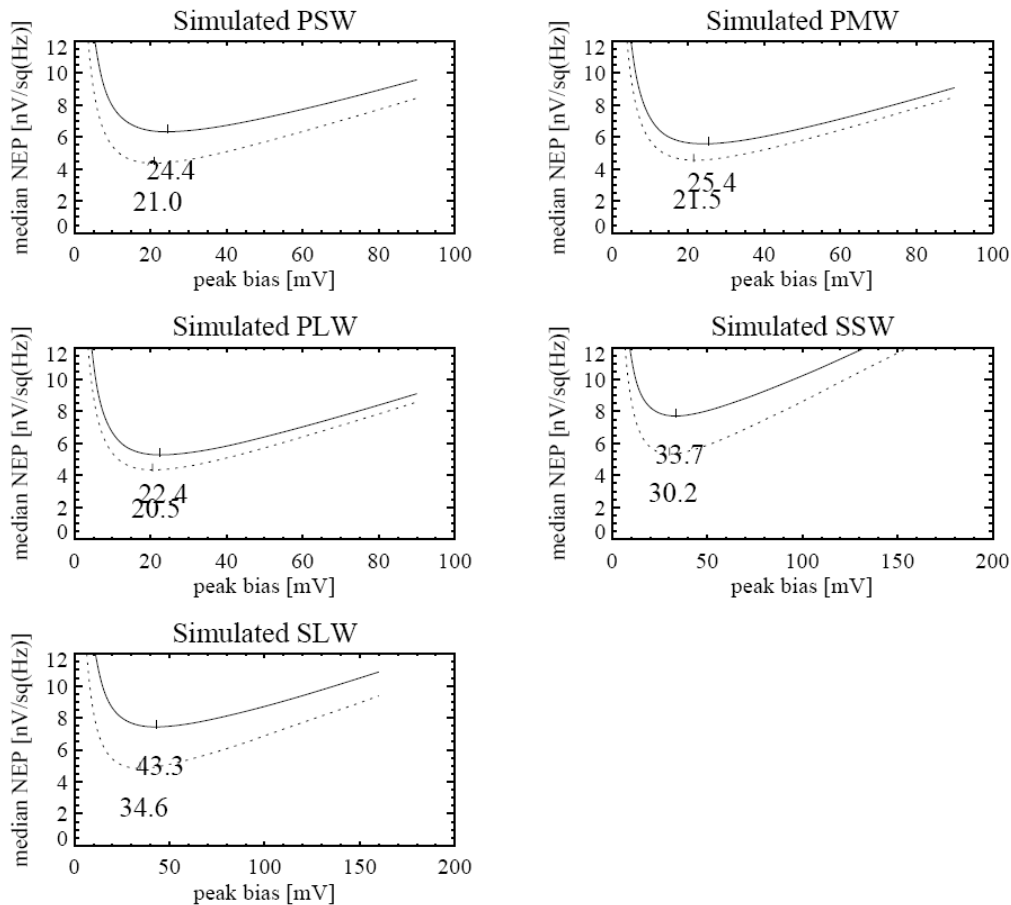 Simulated PSW
median NEP [nV/sq(Hz)]
12
10
8
6
4
2
0
24.4
21.0
0 20 40 60 80 100
peak bias [mV]
Simulated PMW
median NEP [nV/sq(Hz)]
12
10
8
6
4
2
0
25.4
21.5
0 20 40 60 80 100
peak bias [mV]
Simulated PLW
median NEP [nV/sq(Hz)]
12
10
8
6
4
2
0
22.4
20.5
0 20 40 60 80 100
peak bias [mV]
Simulated SSW
median NEP [nV/sq(Hz)]
12
10
8
6
4
2
0
33.7
30.2
0 50 100 150 200
peak bias [mV]
Simulated SLW
median NEP [nV/sq(Hz)]
12
10
8
6
4
2
0
43.3
34.6
0 50 100 150 200
peak bias [mV]